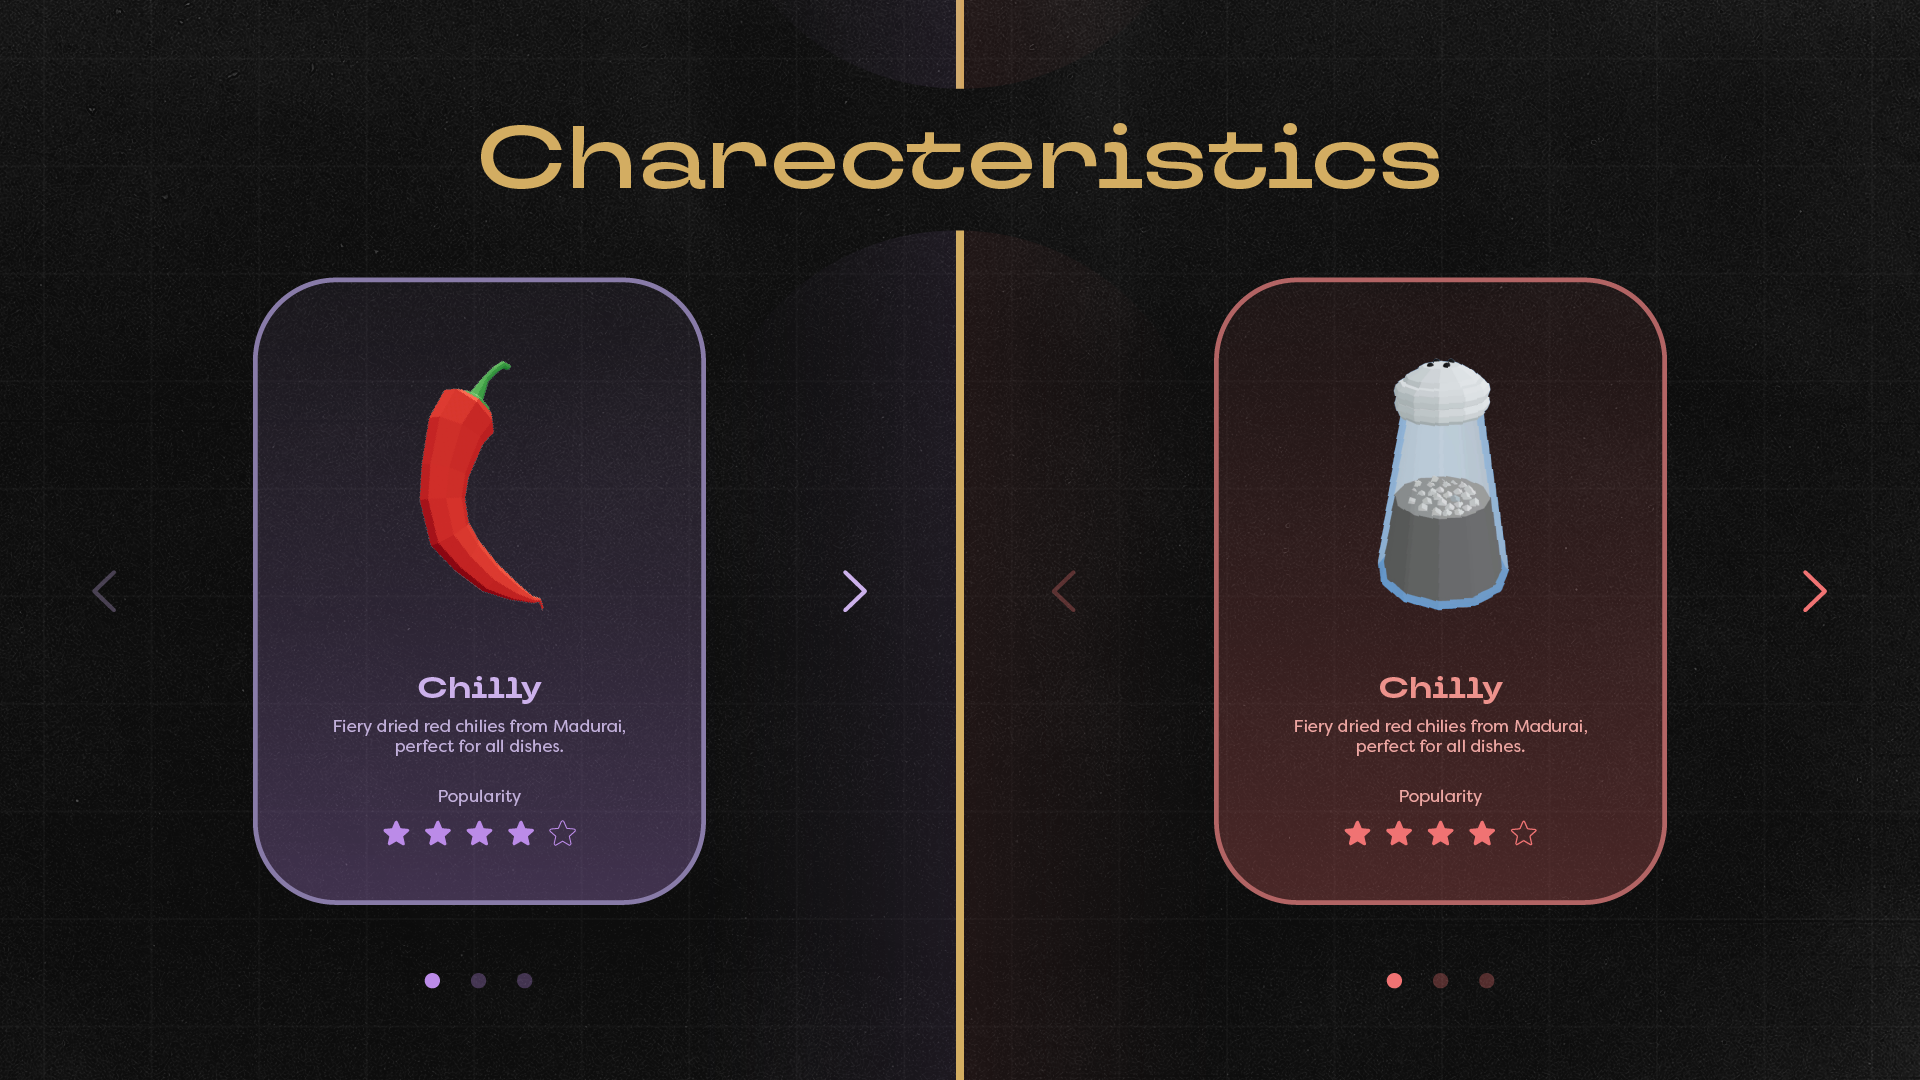 Charecteristics
Chilly
Fiery dried red chilies from Madurai,
perfect for all dishes.
Popularity
Chilly
Fiery dried red chilies from Madurai,
perfect for all dishes.
Popularity